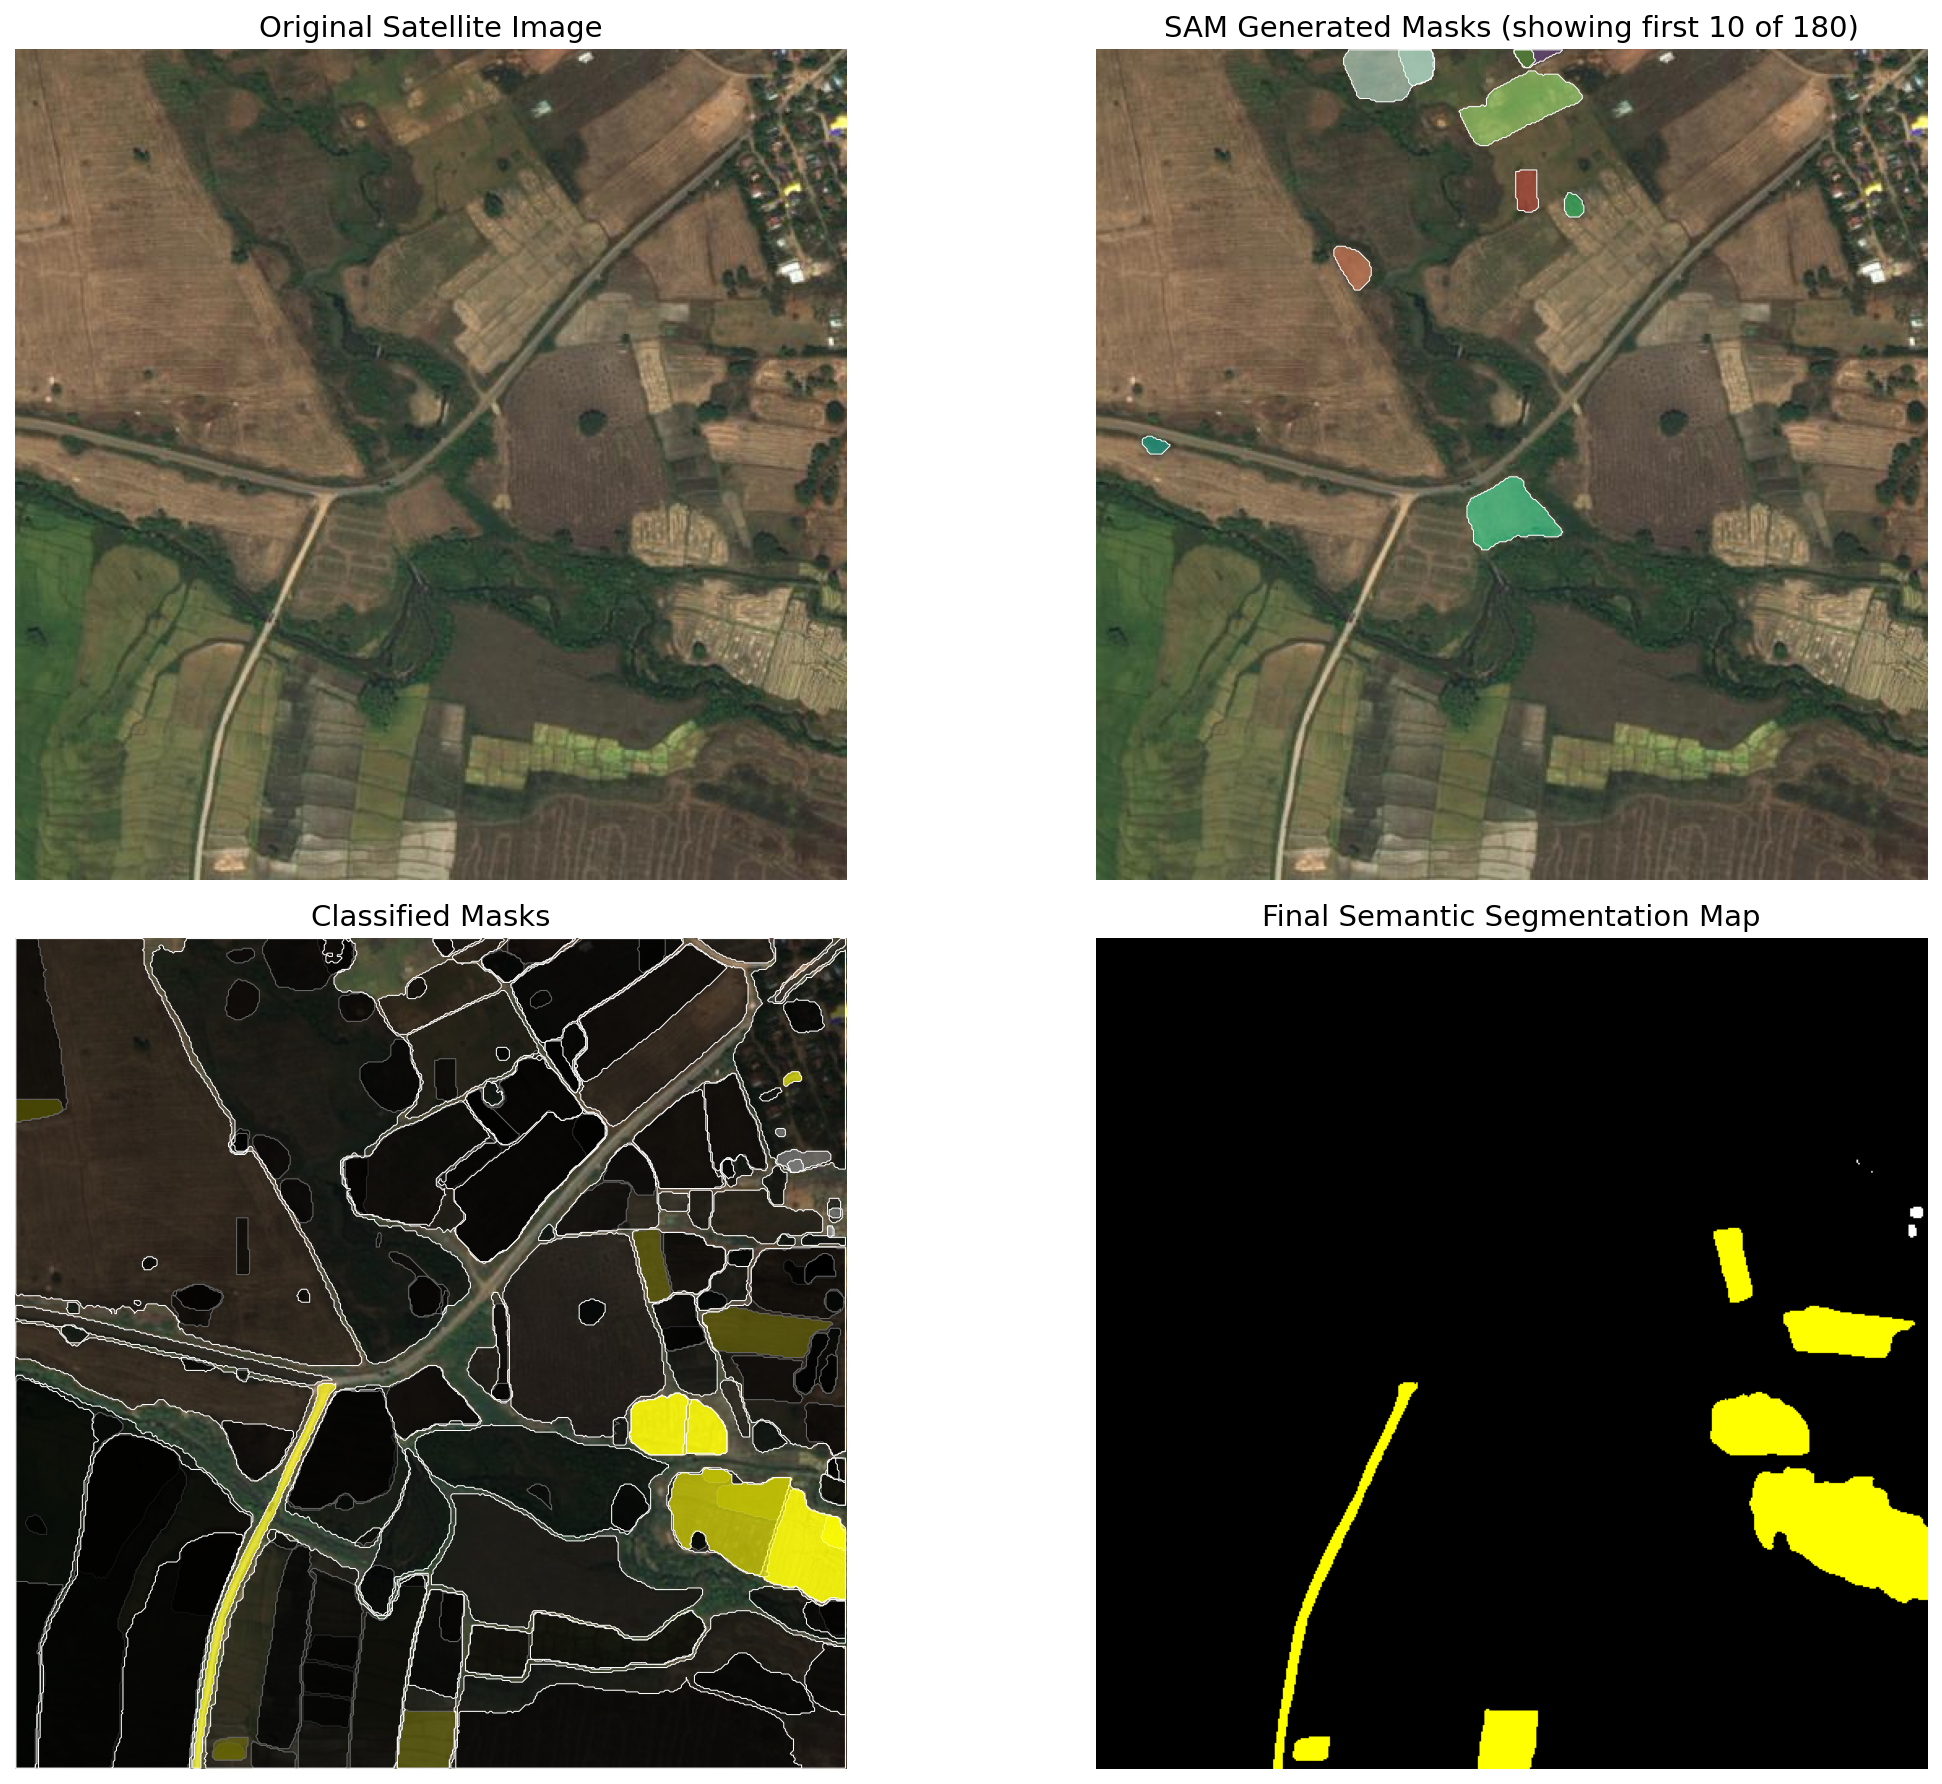 Original Satellite Image
SAM Generated Masks (showing first 10 of 180)
Classified Masks
Final Semantic Segmentation Map